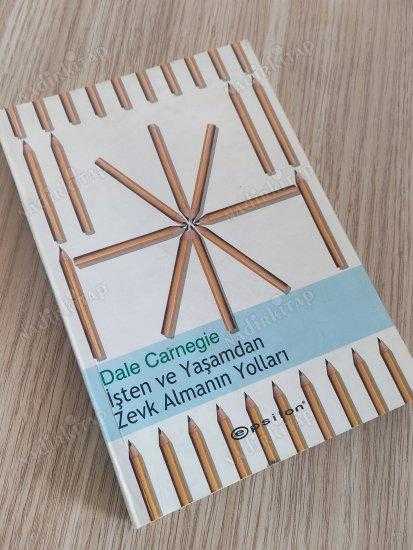 Dale Carnegie
İşten ve Yaşamdan
Zevk Almanın Yolları
epsilon®